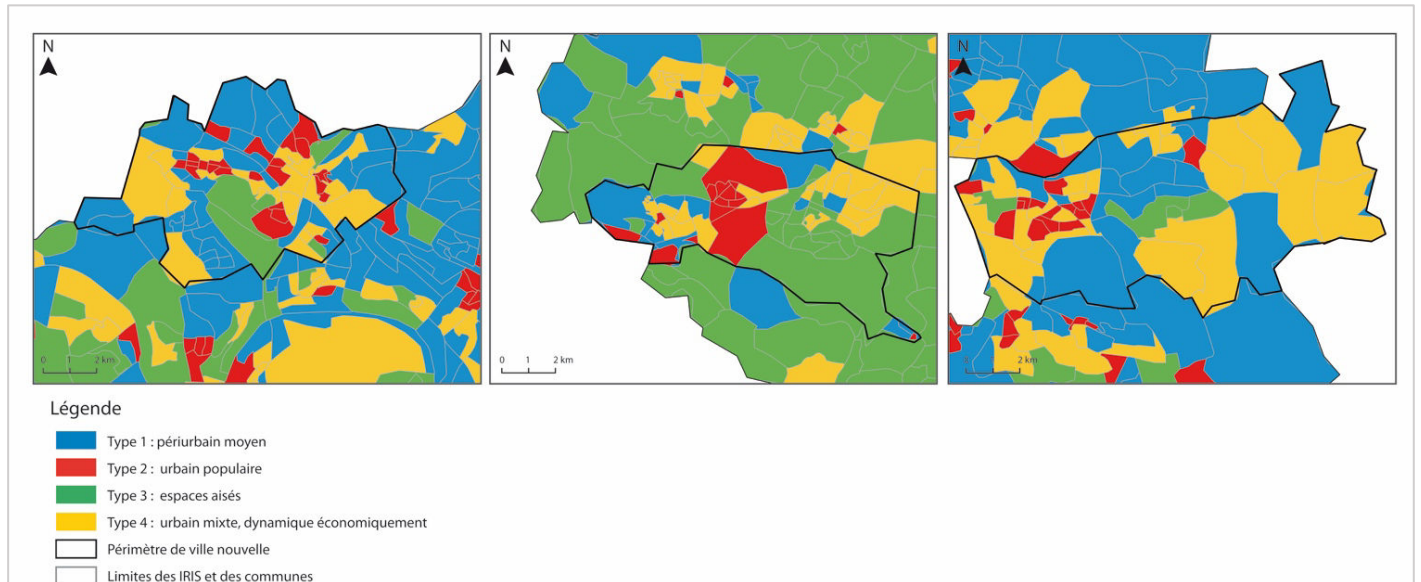 N
N
N
0 1 2 km
0 1 2 km
2 km
Légende
Type 1 : périurbain moyen
Type 2 : urbain populaire
Type 3 : espaces aisés
Type 4 : urbain mixte, dynamique économiquement
Périmètre de ville nouvelle
Limites des IRIS et des communes